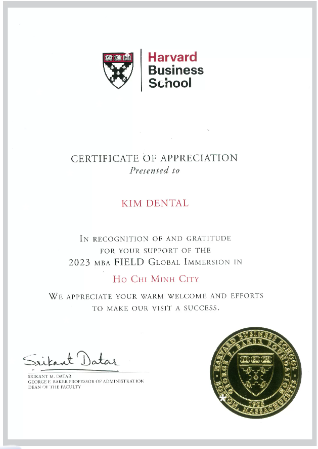 Harvard
Business
School
CERTIFICATE OF APPRECIATION
Presented to
KIM DENTAL
IN RECOGNITION OF AND GRATITUDE
FOR YOUR SUPPORT OF THE
2023 MBA FIELD GLOBAL IMMERSION IN
HO CHI MINH CITY
WE APPRECIATE YOUR WARM WELCOME AND EFFORTS
TO MAKE OUR VISIT A SUCCESS.
Srikant Datar
SRIKANT M. DATAR
GEORGE F. BAKER PROFESSOR OF ADMINISTRATION
DEAN OF THE FACULTY